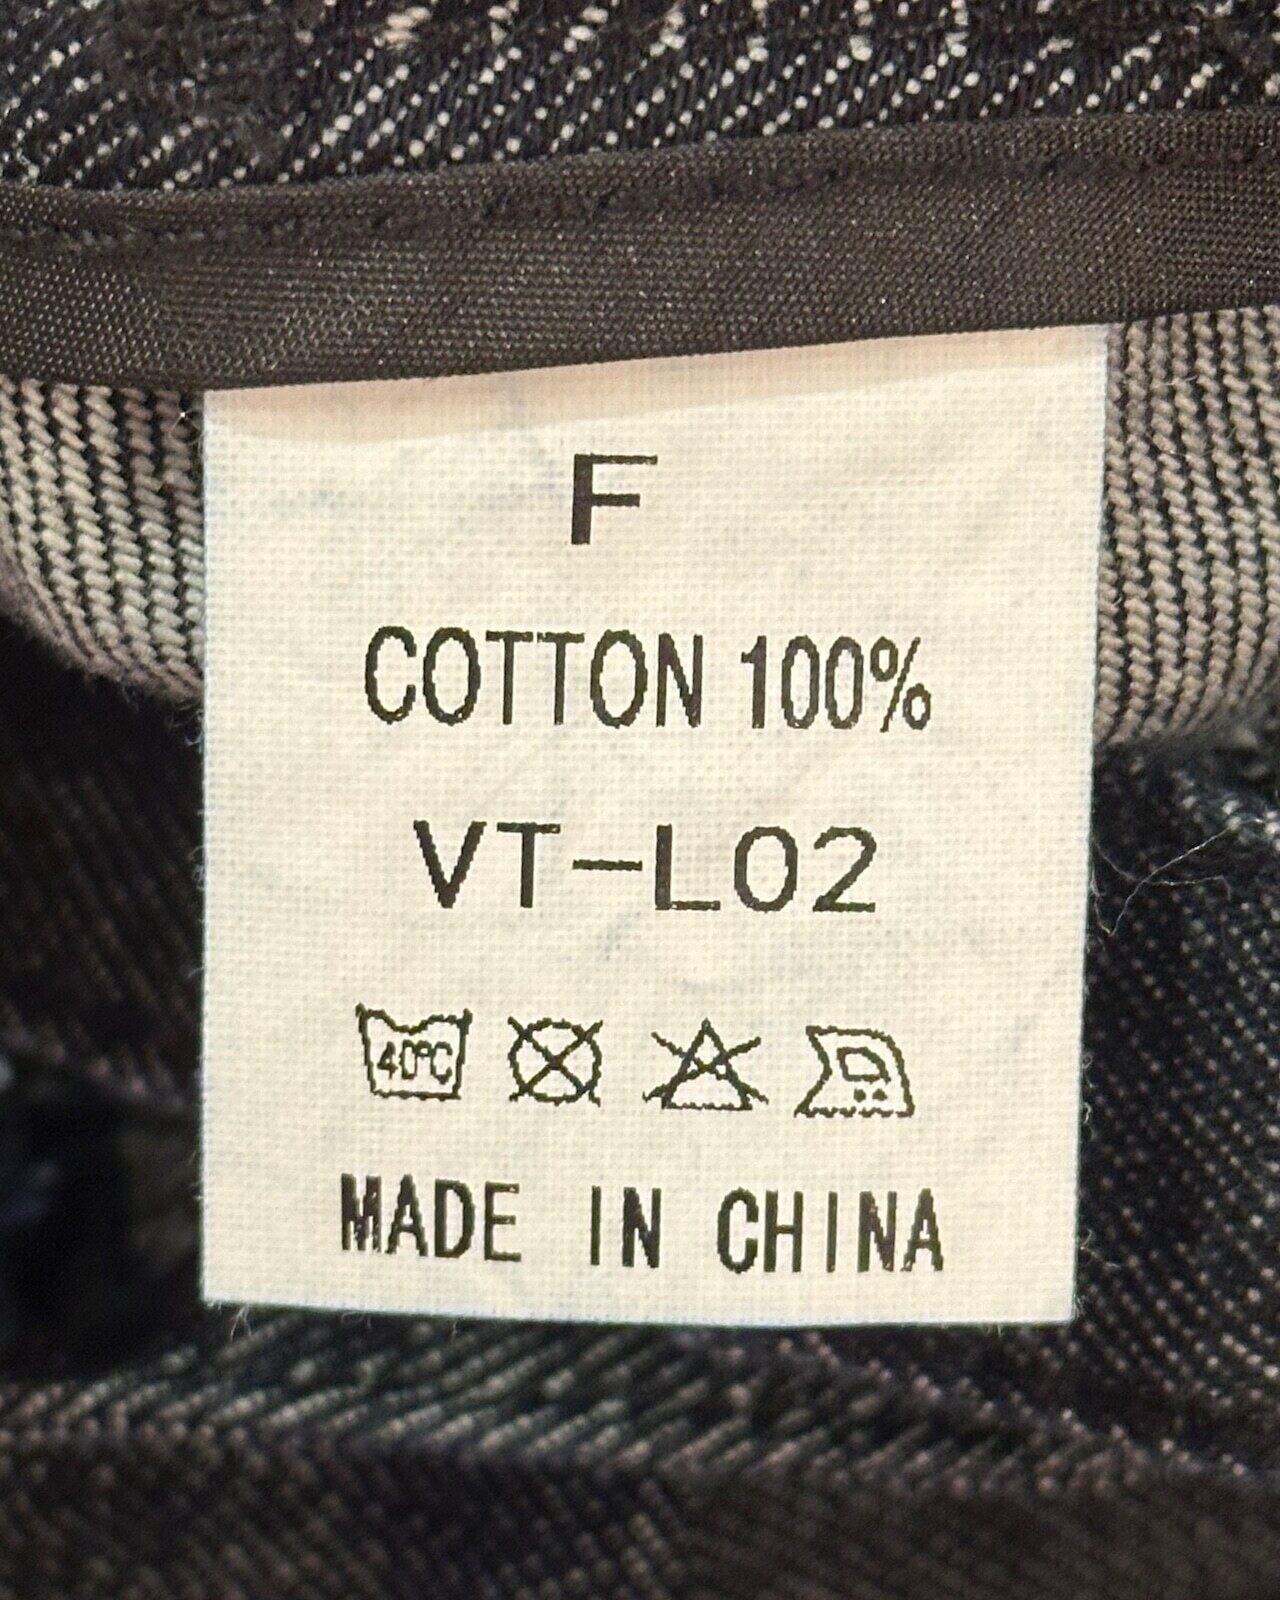 F
COTTON 100%
VT-L02
40°C
MADE IN CHINA